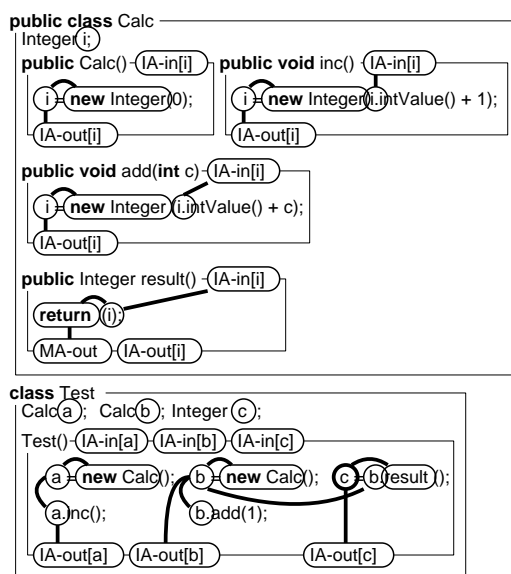 public class Calc
Integer i;
public Calc() IA-in[i] public void inc() IA-in[i]
i = new Integer(0); i = new Integer(i.intValue() + 1);
IA-out[i] IA-out[i]
public void add(int c) IA-in[i]
i = new Integer (i.intValue() + c);
IA-out[i]
public Integer result() IA-in[i]
return (i);
MA-out IA-out[i]
class Test
Calc a; Calc b; Integer c;
Test() IA-in[a] IA-in[b] IA-in[c]
a = new Calc(); b = new Calc(); c = b.result();
a.inc(); b.add(1);
IA-out[a] IA-out[b] IA-out[c]